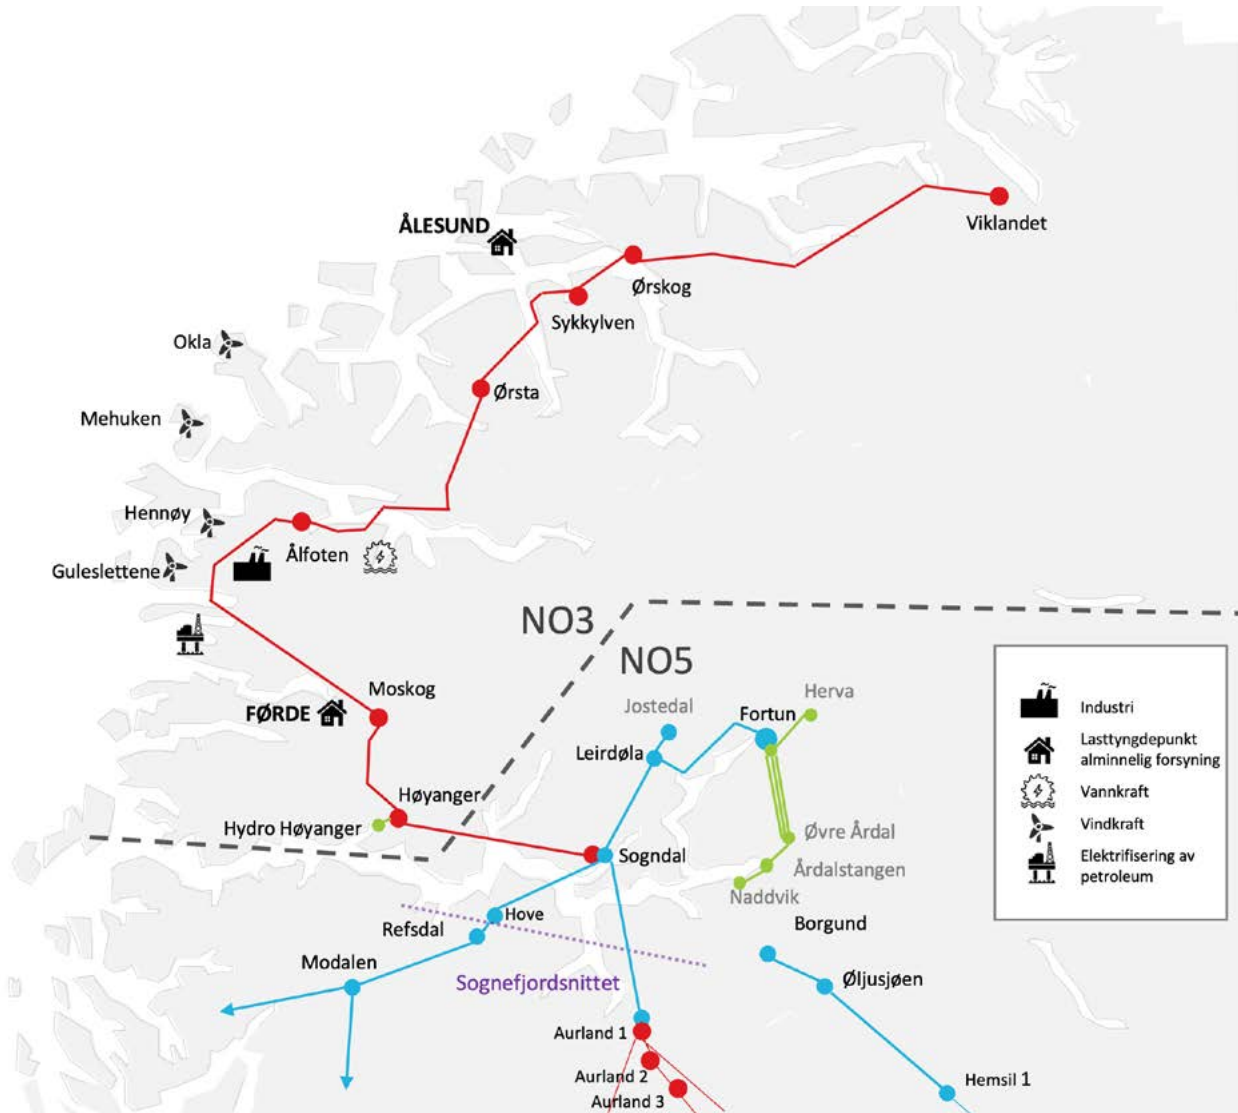 Viklandet
ÅLESUND
Ørskog
Sykkylven
Okla
Ørsta
Mehuken
Hennøy
Ålfoten
Guleslettene
NO3
NO5
Moskog
FØRDE
Jostedal
Herva
Fortun
Leirdøla
Høyanger
Hydro Høyanger
Øvre Årdal
Sogndal
Årdalstangen
Naddvik
Hove
Refsdal
Borgund
Modalen
Sognefjordsnittet
Øljusjøen
Aurland 1
Aurland 2
Aurland 3
Hemsil 1
Industri
Lasttyngdepunkt
alminnelig forsyning
Vannkraft
Vindkraft
Elektrifisering av
petroleum